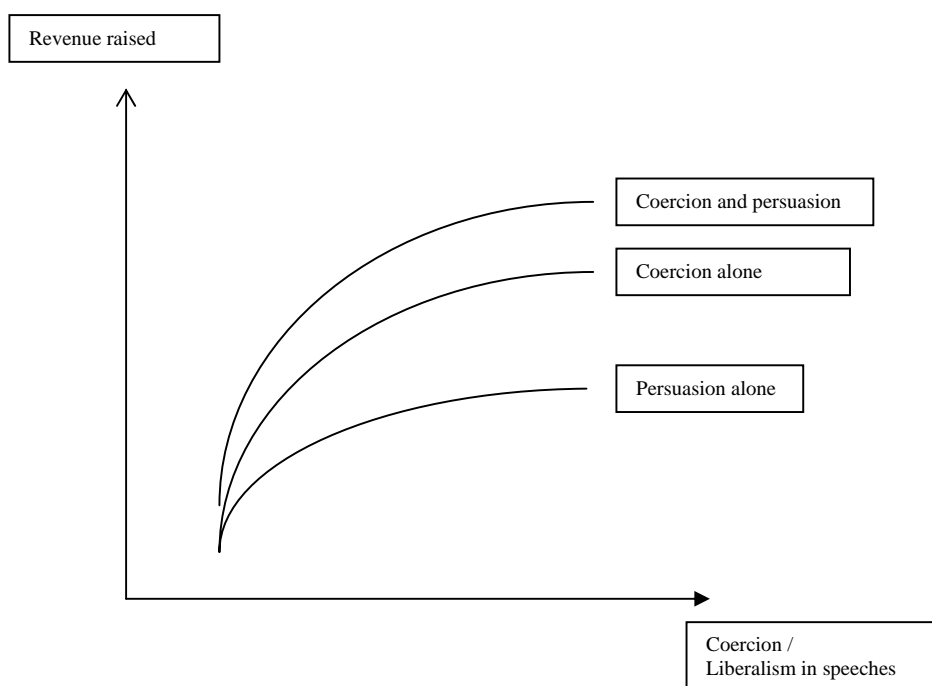 Revenue raised
Coercion and persuasion
Coercion alone
Persuasion alone
Coercion /
Liberalism in speeches